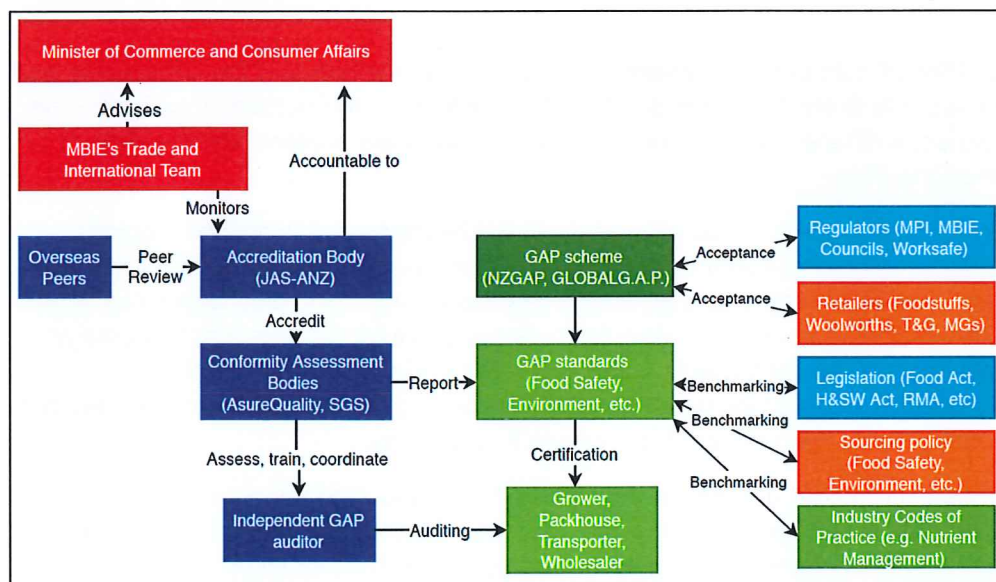 Minister of Commerce and Consumer Affairs
Advises
MBIE's Trade and
International Team
Accountable to
Monitors
Overseas
Peers
Peer
Review
Accreditation Body
(JAS-ANZ)
GAP scheme
(NZGAP, GLOBALG.A.P.)
Acceptance
Regulators (MPI, MBIE,
Councils, Worksafe)
Acceptance
Retailers (Foodstuffs,
Woolworths, T&G, MGs)
Accredit
Conformity Assessment
Bodies
(AsureQuality, SGS)
Report
GAP standards
(Food Safety,
Environment, etc.)
Benchmarking
Legislation (Food Act,
H&SW Act, RMA, etc)
Benchmarking
Sourcing policy
(Food Safety,
Environment, etc.)
Assess, train, coordinate
Certification
Benchmarking
Independent GAP
auditor
Auditing
Grower,
Packhouse,
Transporter,
Wholesaler
Industry Codes of
Practice (e.g. Nutrient
Management)